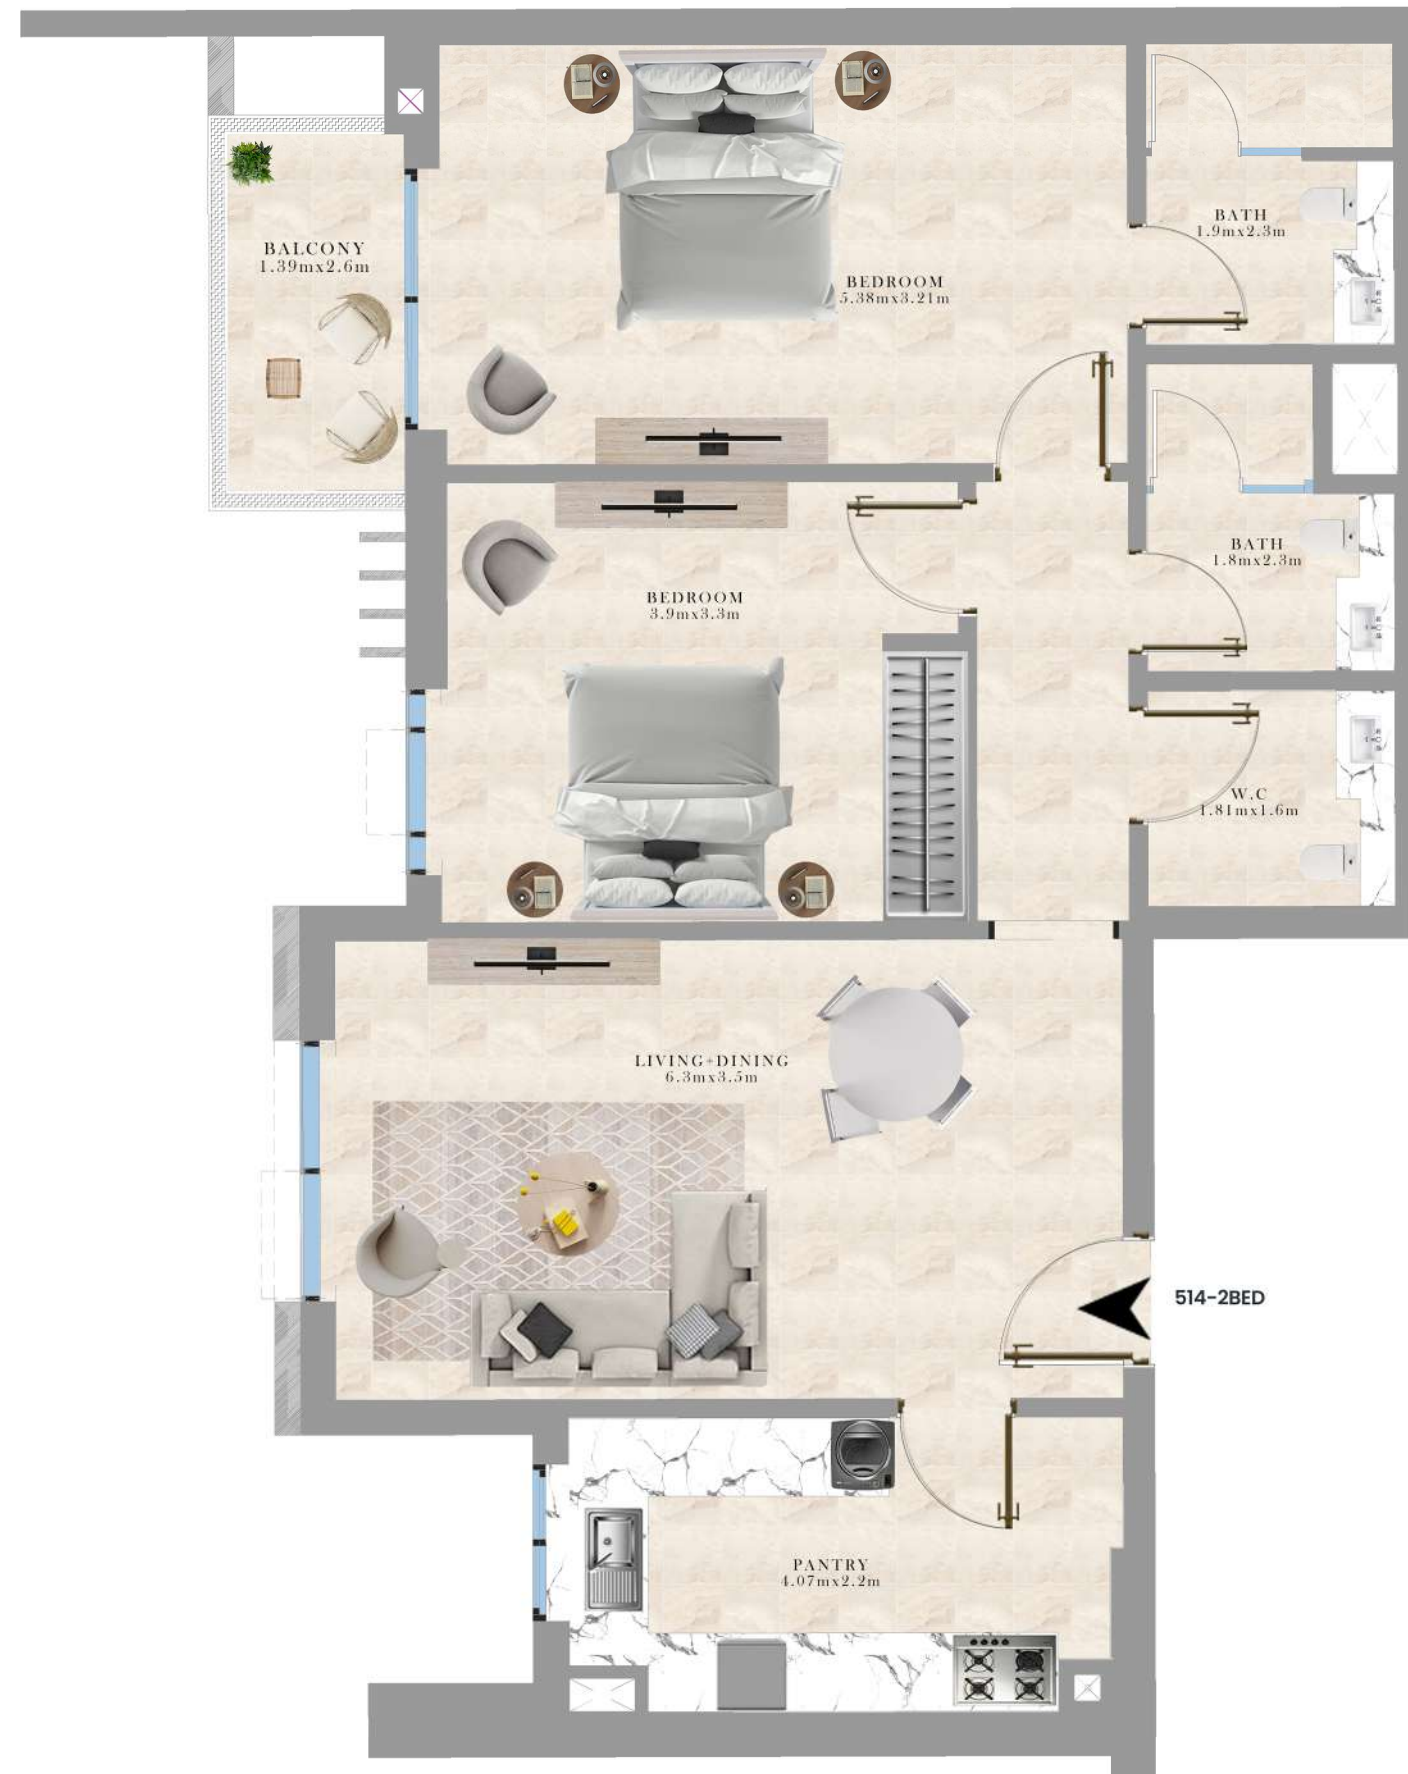 BATH
1.9mx2.3m
BALCONY
1.39mx2.6m
BEDROOM
5.38mx3.21m
BATH
1.8mx2.3m
BEDROOM
3.9mx3.3m
W.C
1.81mx1.6m
LIVING+DINING
6.3mx3.5m
514-2BED
PANTRY
4.07mx2.2m